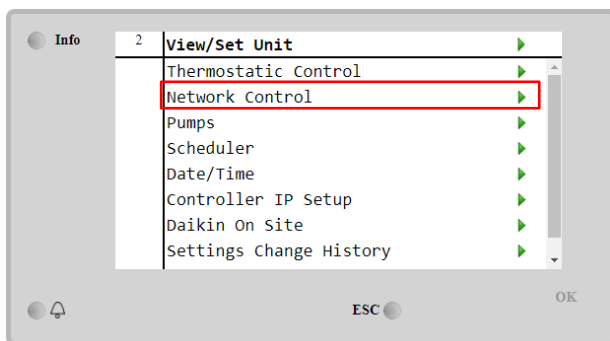 Info
2 View/Set Unit
Thermostatic Control
Network Control
Pumps
Scheduler
Date/Time
Controller IP Setup
Daikin On Site
Settings Change History
ESC
OK